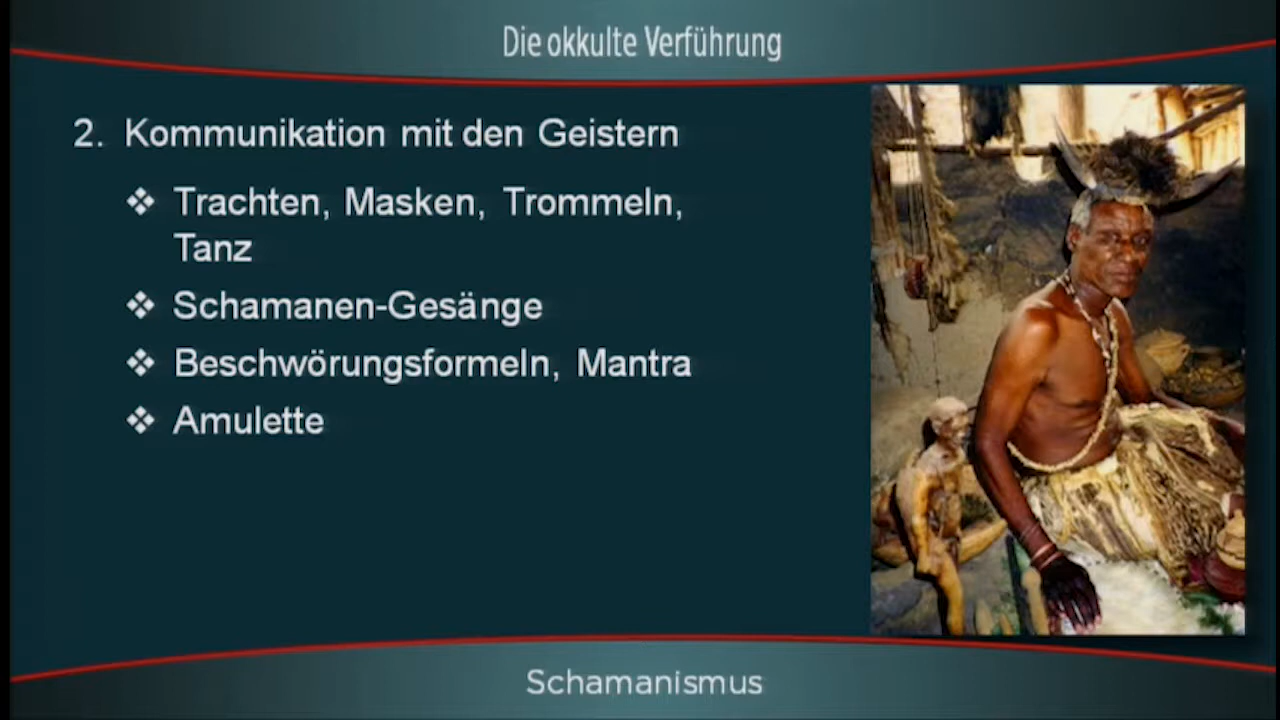 Die okkulte Verführung
2. Kommunikation mit den Geistern
❖ Trachten, Masken, Trommeln,
Tanz
❖ Schamanen-Gesänge
❖ Beschwörungsformeln, Mantra
❖ Amulette
Schamanismus